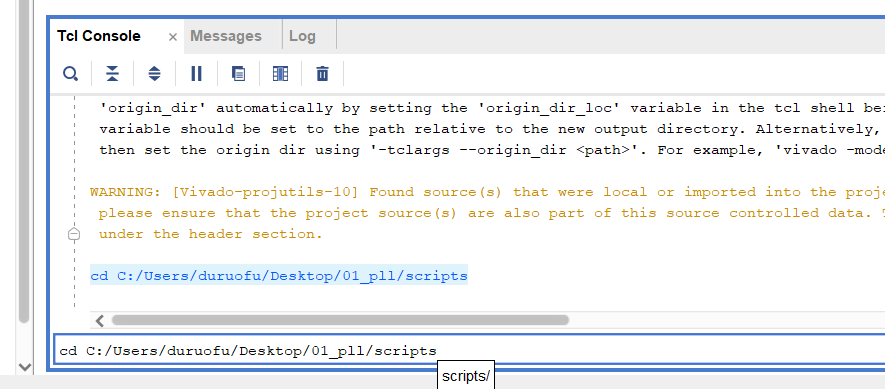 Tcl Console × Messages Log
'origin_dir' automatically by setting the 'origin_dir_loc' variable in the tcl shell be
variable should be set to the path relative to the new output directory. Alternatively,
then set the origin dir using '-tclargs --origin_dir <path>'. For example, 'vivado -mod
WARNING: [Vivado-projutils-10] Found source(s) that were local or imported into the proj
please ensure that the project source(s) are also part of this source controlled data. T
under the header section.
cd C:/Users/duruofu/Desktop/01_pll/scripts
cd C:/Users/duruofu/Desktop/01_pll/scripts
scripts/